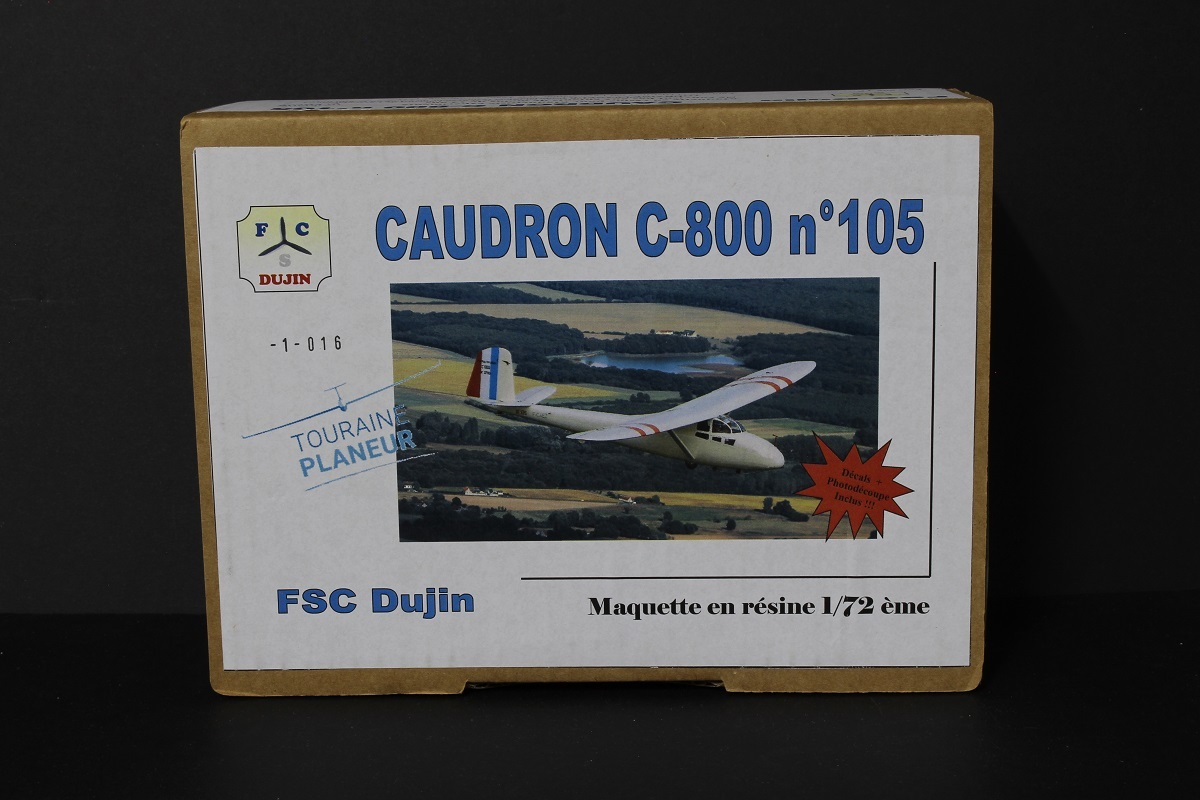 CAUDRON C-800 n°105
F C
S
DUJIN
-1-016
TOURAINE
PLANEUR
Décals +
Photodécoupe
Inclus !!!
FSC Dujin
Maquette en résine 1/72 ème